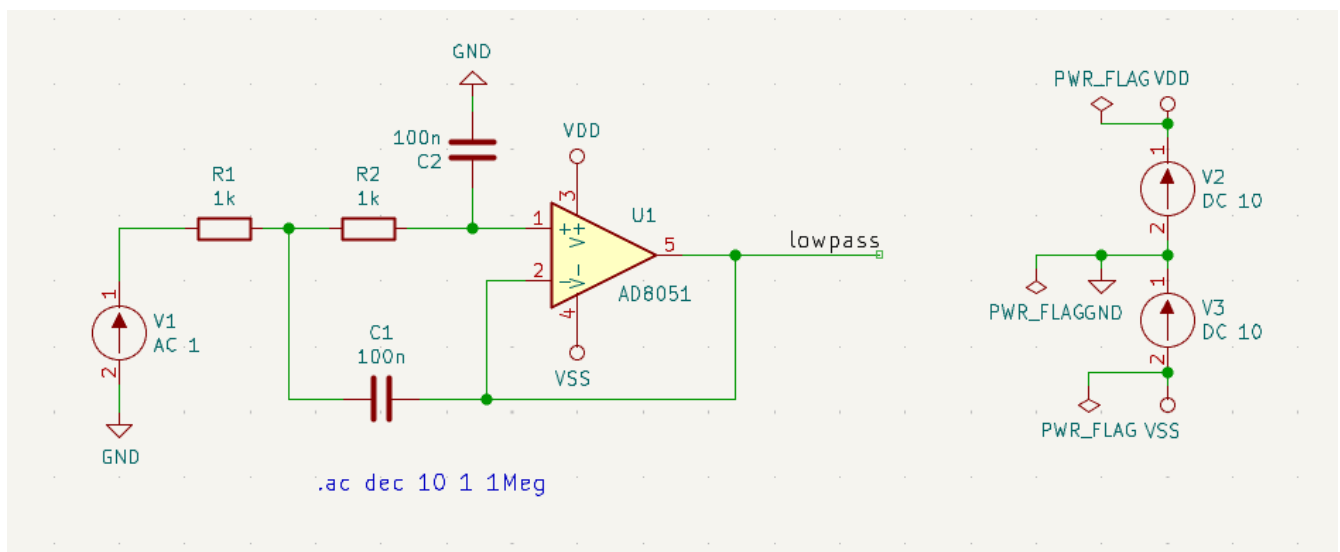 GND
PWR_FLAG VDD
100n
C2
VDD
R1
1k
R2
1k
3
1
V2
DC 10
2
1
+
V+
U1
5
lowpass
2
-
V-
AD8051
4
VSS
1
V1
AC 1
2
GND
C1
100n
PWR_FLAG GND
1
V3
DC 10
2
PWR_FLAG VSS
.ac dec 10 1 1Meg